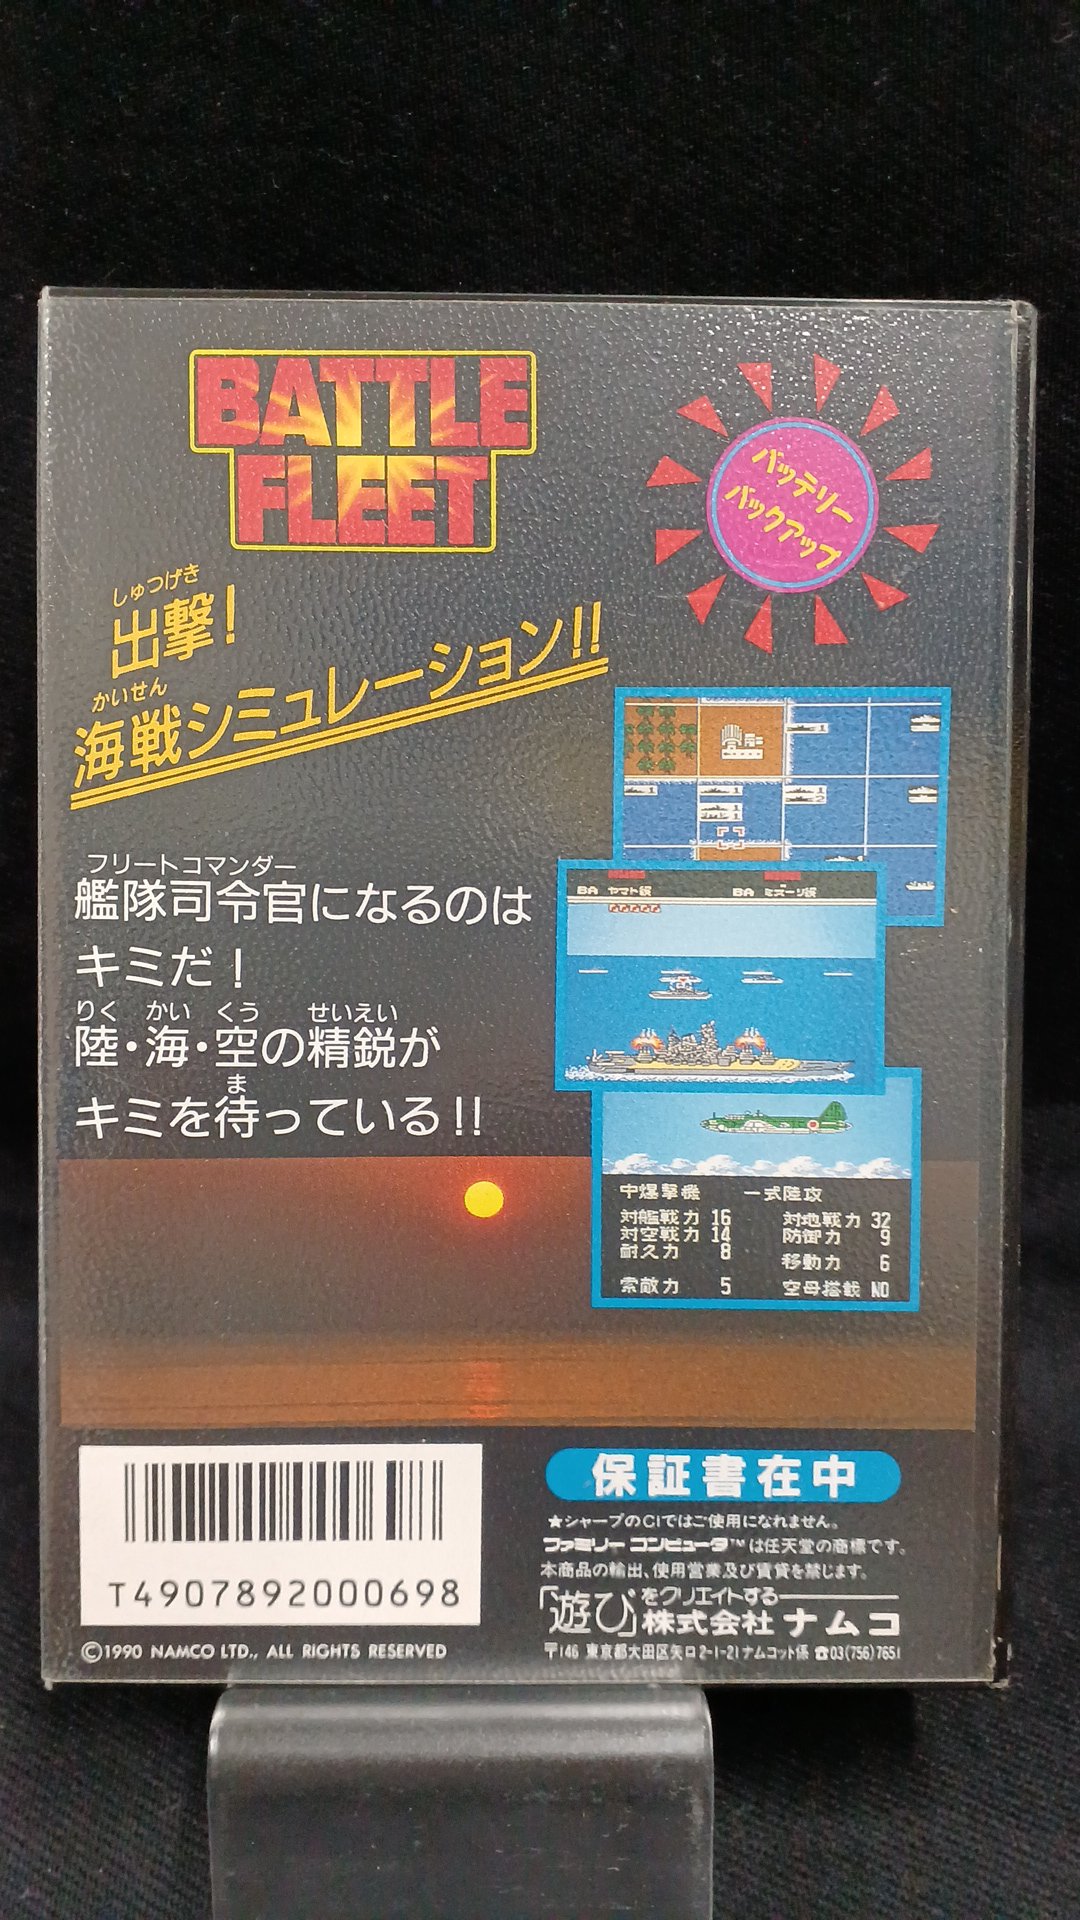 BATTLE
FLEET
バッテリー
バックアップ
しゅつげき
出撃!
かいせん
海戦シミュレーション!!
フリートコマンダー
艦隊司令官になるのは
キミだ!
りく かい くう せいえい
陸・海・空の精鋭が
ま
キミを待っている!!
BA ヤマト級 BA ミズーリ級
中爆撃機 一式陸攻
対艦戦力 16 対地戦力 32
対空戦力 14 防御力 9
耐久力 8 移動力 6
索敵力 5 空母搭載 NO
T4907892000698
©1990 NAMCO LTD., ALL RIGHTS RESERVED
保証書在中
★シャープのC1ではご使用になれません。
ファミリーコンピュータ™は任天堂の商標です。
本商品の輸出、使用営業及び賃貸を禁じます。
「遊び」をクリエイトする
株式会社ナムコ
〒146 東京都大田区矢口2-1-21ナムコット係 ☎03(756)7651